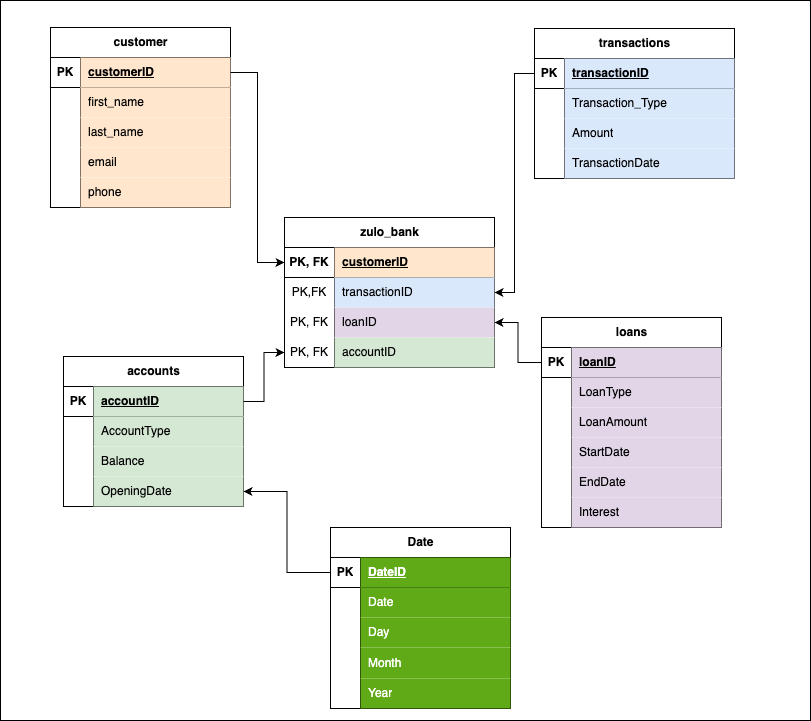 customer
PK customerID
first_name
last_name
email
phone
transactions
PK transactionID
Transaction_Type
Amount
TransactionDate
zulo_bank
PK, FK customerID
PK,FK transactionID
PK, FK loanID
PK, FK accountID
loans
PK loanID
LoanType
LoanAmount
StartDate
EndDate
Interest
accounts
PK accountID
AccountType
Balance
OpeningDate
Date
PK DateID
Date
Day
Month
Year